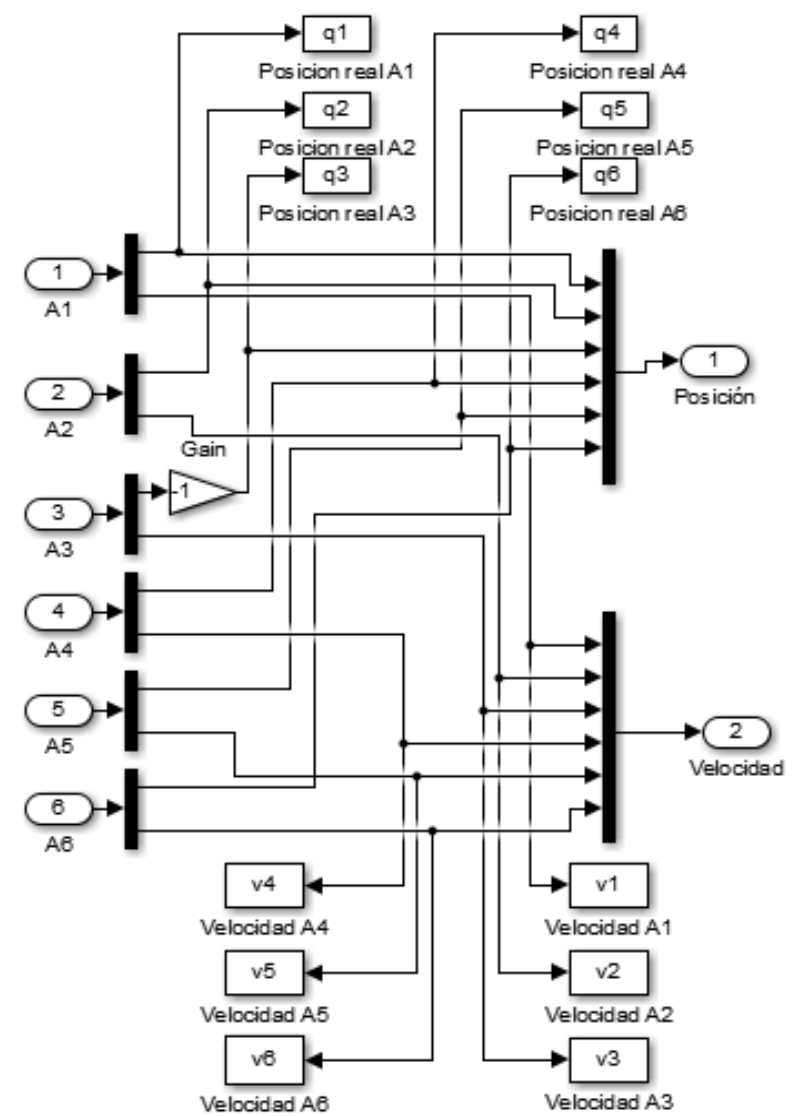 q1
Posicion real A1
q4
Posicion real A4
q2
Posicion real A2
q5
Posicion real A5
q3
Posicion real A3
q6
Posicion real A6
1
A1
2
A2
Gain
-1
3
A3
4
A4
5
A5
6
A6
1
Posición
2
Velocidad
v4
Velocidad A4
v1
Velocidad A1
v5
Velocidad A5
v2
Velocidad A2
v6
Velocidad A6
v3
Velocidad A3